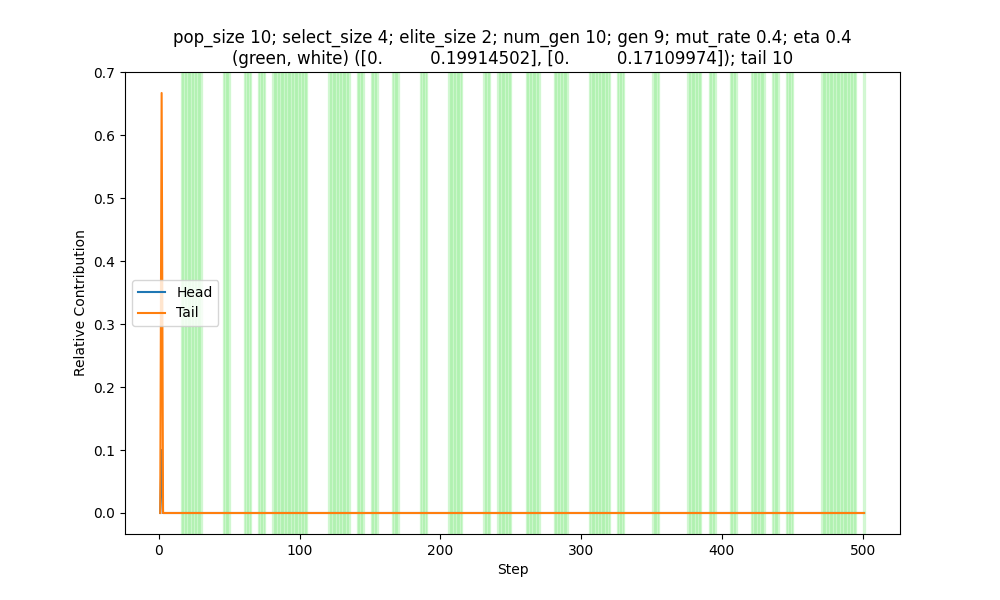 pop_size 10; select_size 4; elite_size 2; num_gen 10; gen 9; mut_rate 0.4; eta 0.4
(green, white) ([0.         0.19914502], [0.         0.17109974]); tail 10
0.7
0.6
0.5
0.4
0.3
0.2
0.1
0.0
Relative Contribution
Head
Tail
0 100 200 300 400 500
Step